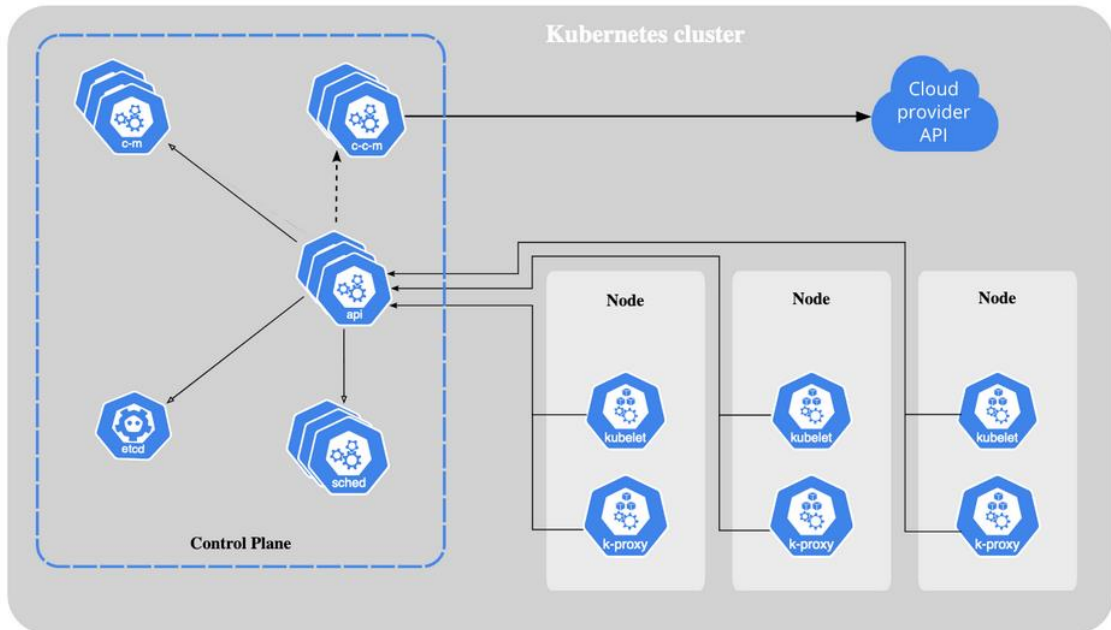 Kubernetes cluster
c-m
c-c-m
Cloud
provider
API
api
etcd
sched
Control Plane
Node
kubelet
k-proxy
Node
kubelet
k-proxy
Node
kubelet
k-proxy